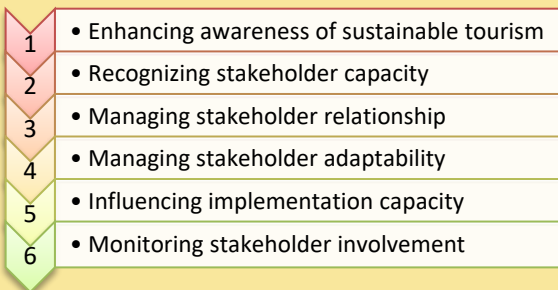 1 • Enhancing awareness of sustainable tourism
2 • Recognizing stakeholder capacity
3 • Managing stakeholder relationship
4 • Managing stakeholder adaptability
5 • Influencing implementation capacity
6 • Monitoring stakeholder involvement